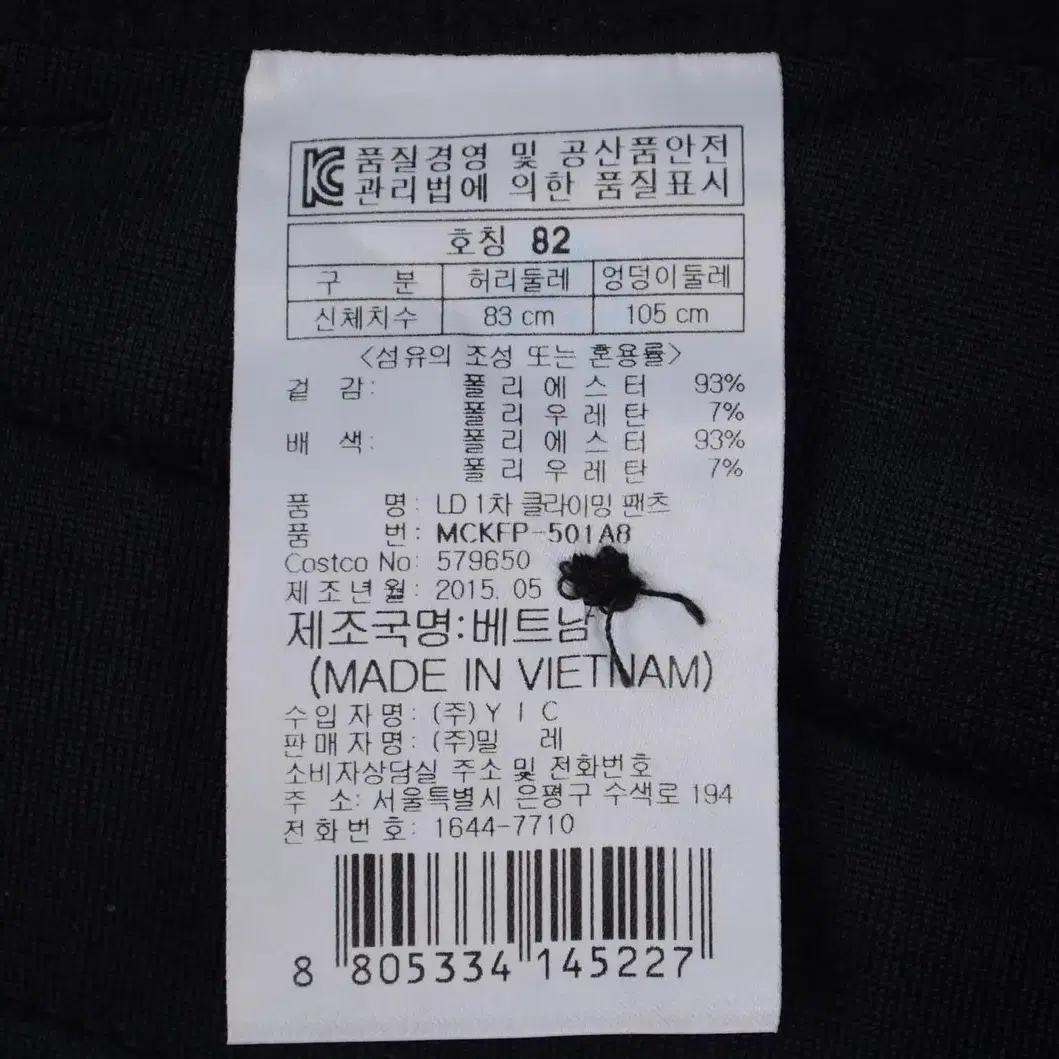 KC 품질경영 및 공산품안전
관리법에 의한 품질표시
호칭 82
구 분 허리둘레 엉덩이둘레
신체치수 83 cm 105 cm
<섬유의 조성 또는 혼용률>
겉 감: 폴리에스터 93%
폴리우레탄 7%
배 색: 폴리에스터 93%
폴리우레탄 7%
품 명: LD 1차 클라이밍 팬츠
품 번: MCKFP-501A8
Costco No: 579650
제조년월: 2015. 05
제조국명:베트남
(MADE IN VIETNAM)
수입자명: (주)Y I C
판매자명: (주)밀 레
소비자상담실 주소 및 전화번호
주 소: 서울특별시 은평구 수색로 194
전화번호: 1644-7710
8 805334 145227